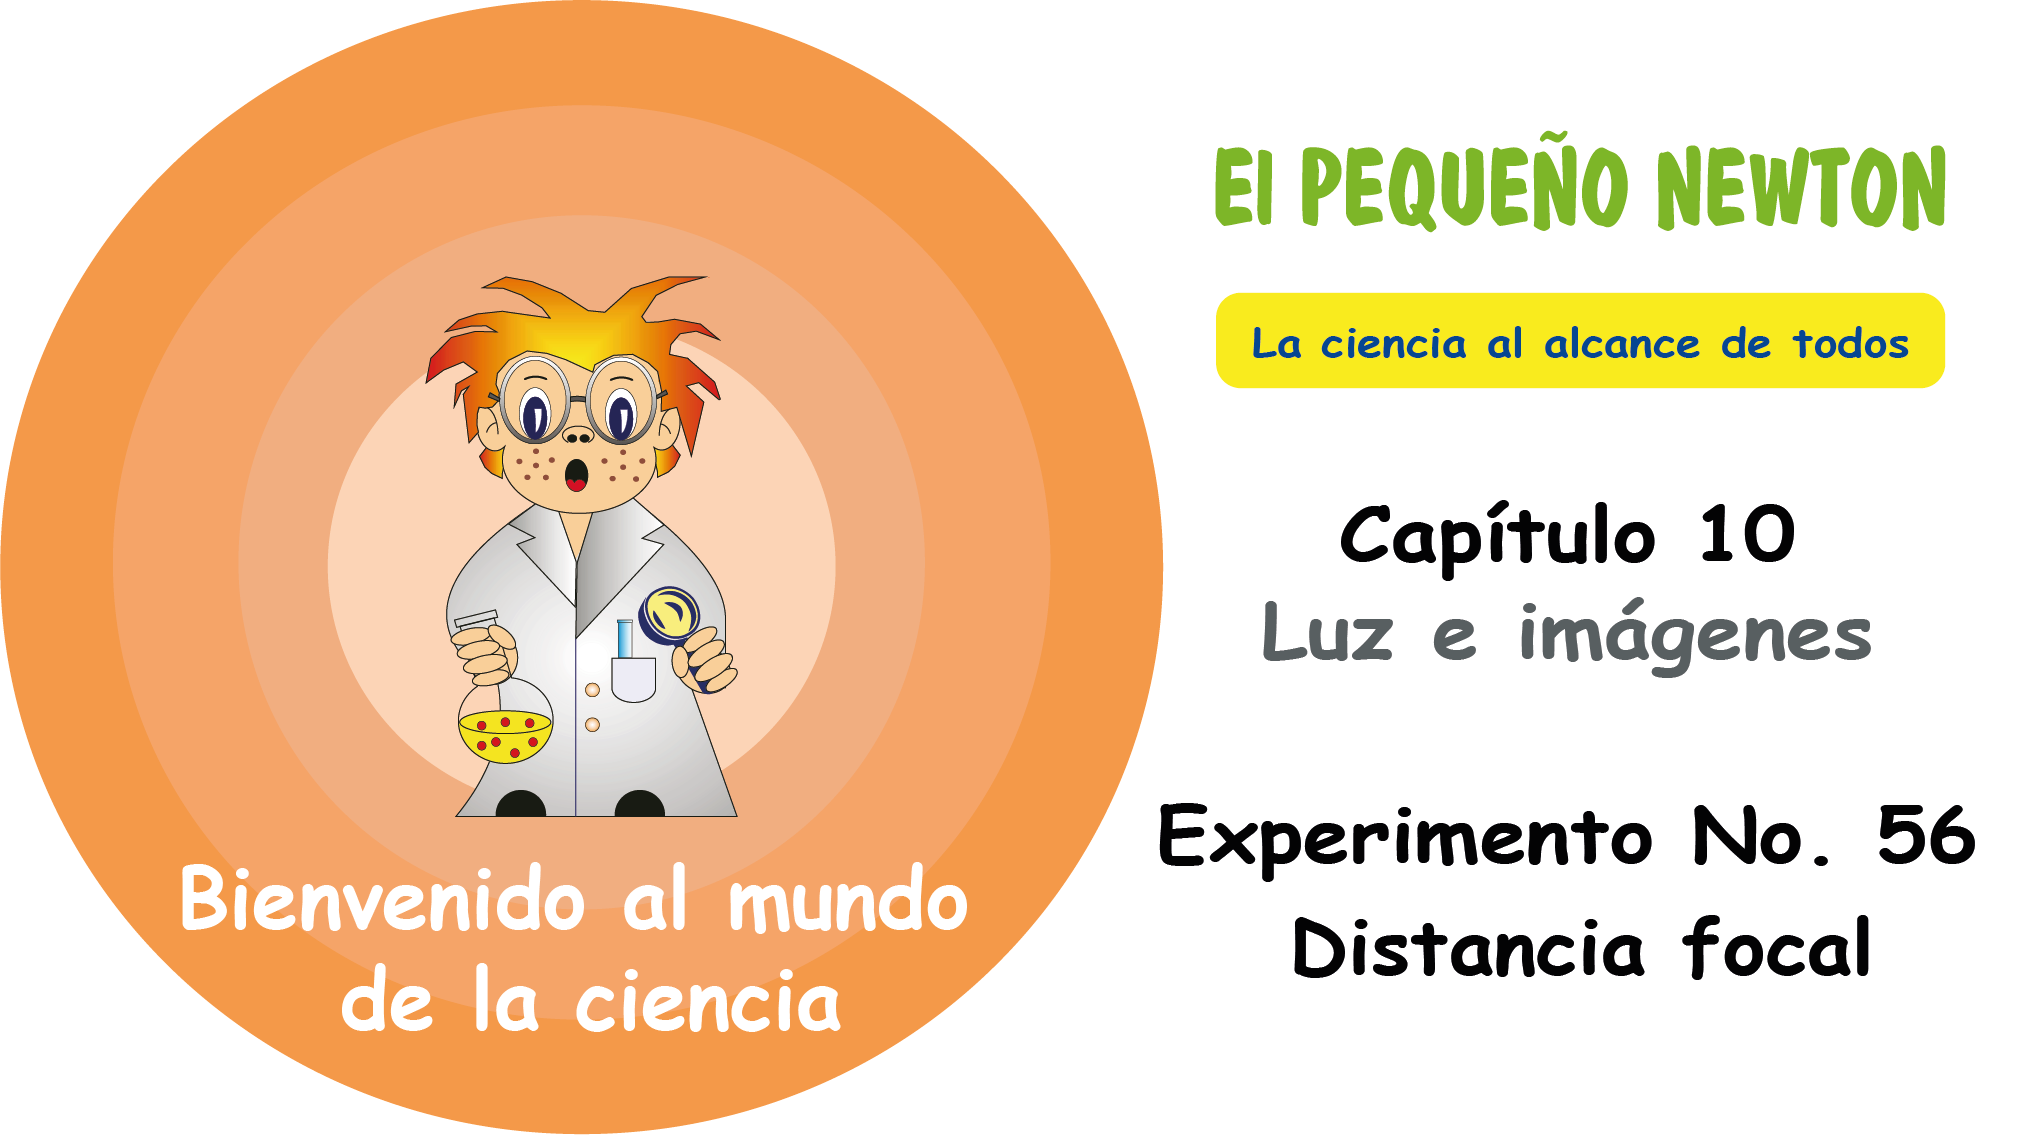 El PEQUEÑO NEWTON
La ciencia al alcance de todos
Capítulo 10
Luz e imágenes
Experimento No. 56
Distancia focal
Bienvenido al mundo
de la ciencia